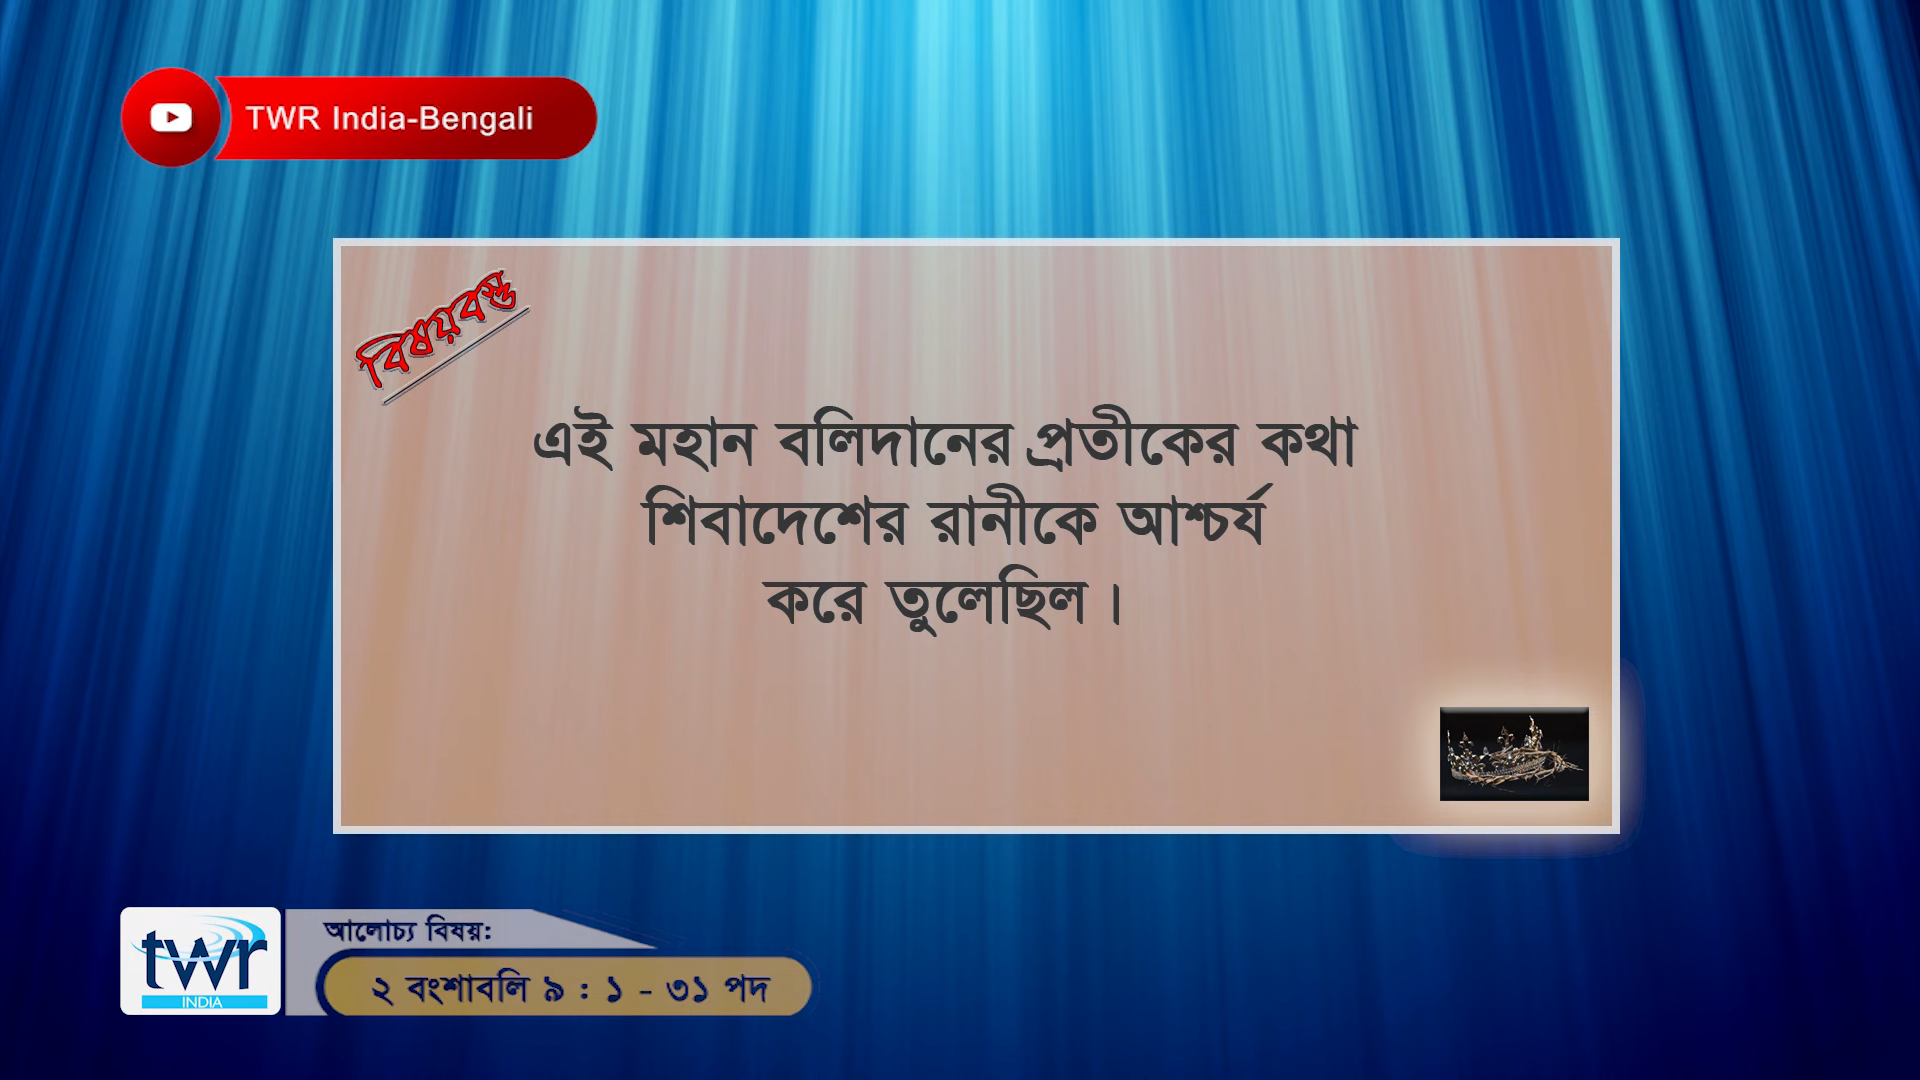 TWR India-Bengali
বিষয়বস্তু
এই মহান বলিদানের প্রতীকের কথা
শিবাদেশের রানীকে আশ্চর্য
করে তুলেছিল ।
twr
INDIA
আলোচ্য বিষয়:
২ বংশাবলি ৯ : ১ - ৩১ পদ